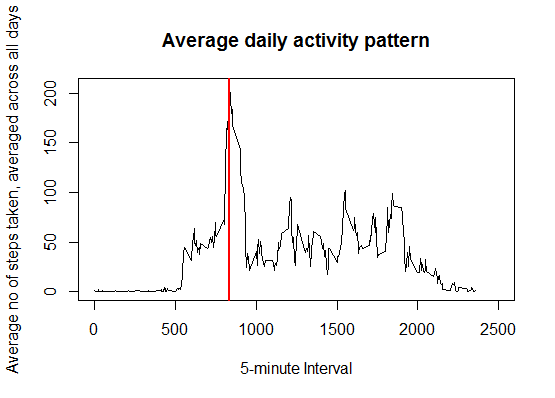 Average daily activity pattern
Average no of steps taken, averaged across all days
200
150
100
50
0
0 500 1000 1500 2000 2500
5-minute Interval